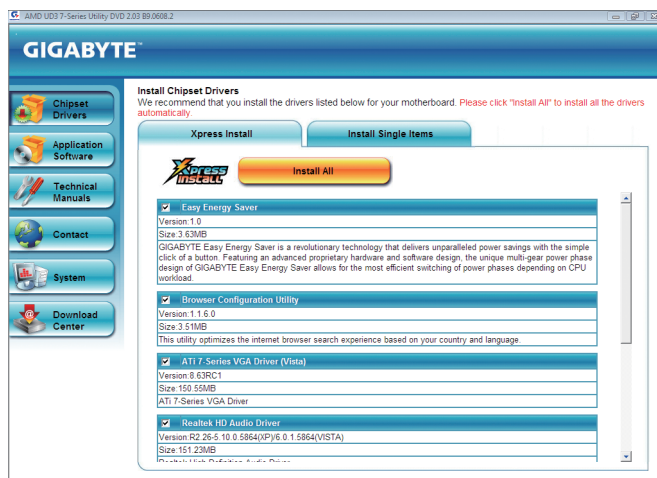 AMD UD3 7-Series Utility DVD 2.03 B9.0608.2
GIGABYTE™
Chipset
Drivers
Application
Software
Technical
Manuals
Contact
System
Download
Center
Install Chipset Drivers
We recommend that you install the drivers listed below for your motherboard. Please click "Install All" to install all the drivers
automatically.
Xpress Install
Install Single Items
Xpress
INSTALL
Install All
Easy Energy Saver
Version:1.0
Size:3.63MB
GIGABYTE Easy Energy Saver is a revolutionary technology that delivers unparalleled power savings with the simple
click of a button. Featuring an advanced proprietary hardware and software design, the unique multi-gear power phase
design of GIGABYTE Easy Energy Saver allows for the most efficient switching of power phases depending on CPU
workload.
Browser Configuration Utility
Version:1.1.6.0
Size:3.51MB
This utility optimizes the internet browser search experience based on your country and language.
ATi 7-Series VGA Driver (Vista)
Version:8.63RC1
Size:150.55MB
ATi 7-Series VGA Driver
Realtek HD Audio Driver
Version:R2.26-5.10.0.5864(XP)/6.0.1.5864(VISTA)
Size:151.23MB
Realtek High Definition Audio Driver